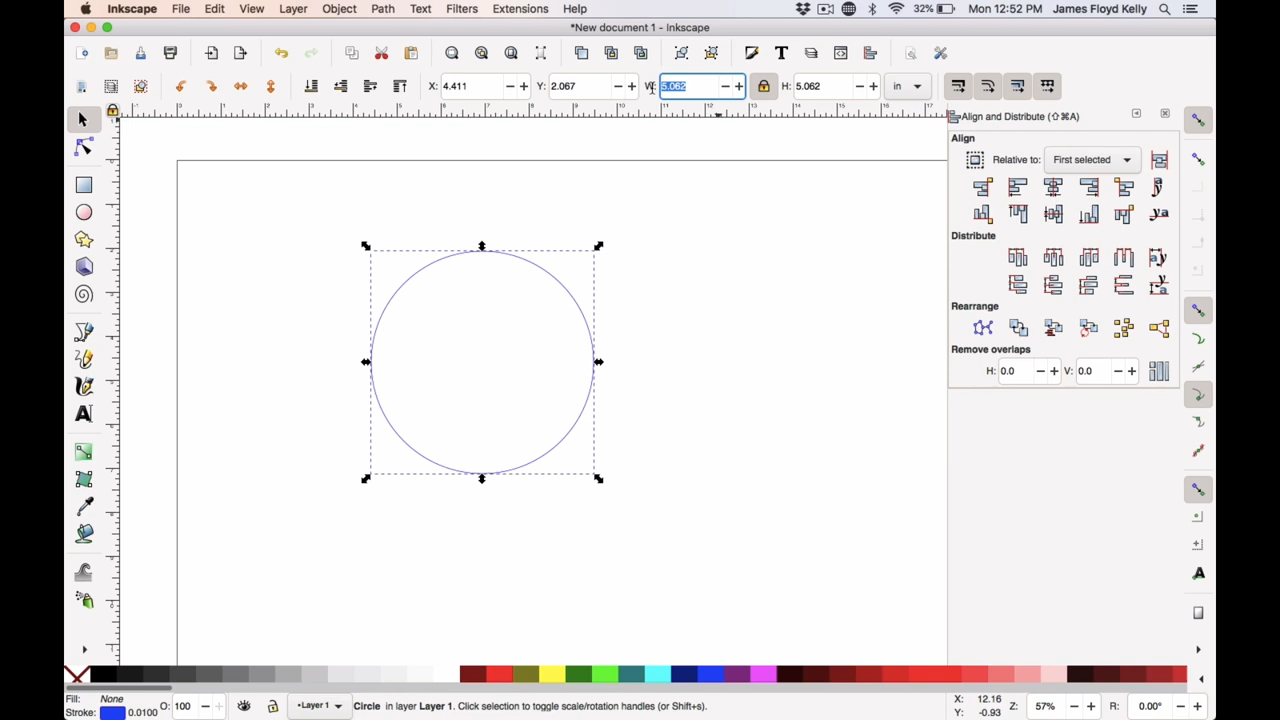 Inkscape File Edit View Layer Object Path Text Filters Extensions Help 32% Mon 12:52 PM James Floyd Kelly
*New document 1 - Inkscape
X: 4.411 Y: 2.067 W: 5.062 H: 5.062 in
Align and Distribute (⇧⌘A)
Align
Relative to: First selected
Distribute
Rearrange
Remove overlaps
H: 0.0 V: 0.0
Fill: None
Stroke: 0.0100 O: 100 •Layer 1 Circle in layer Layer 1. Click selection to toggle scale/rotation handles (or Shift+s).
X: 12.16
Y: -0.93
Z: 57% R: 0.00°